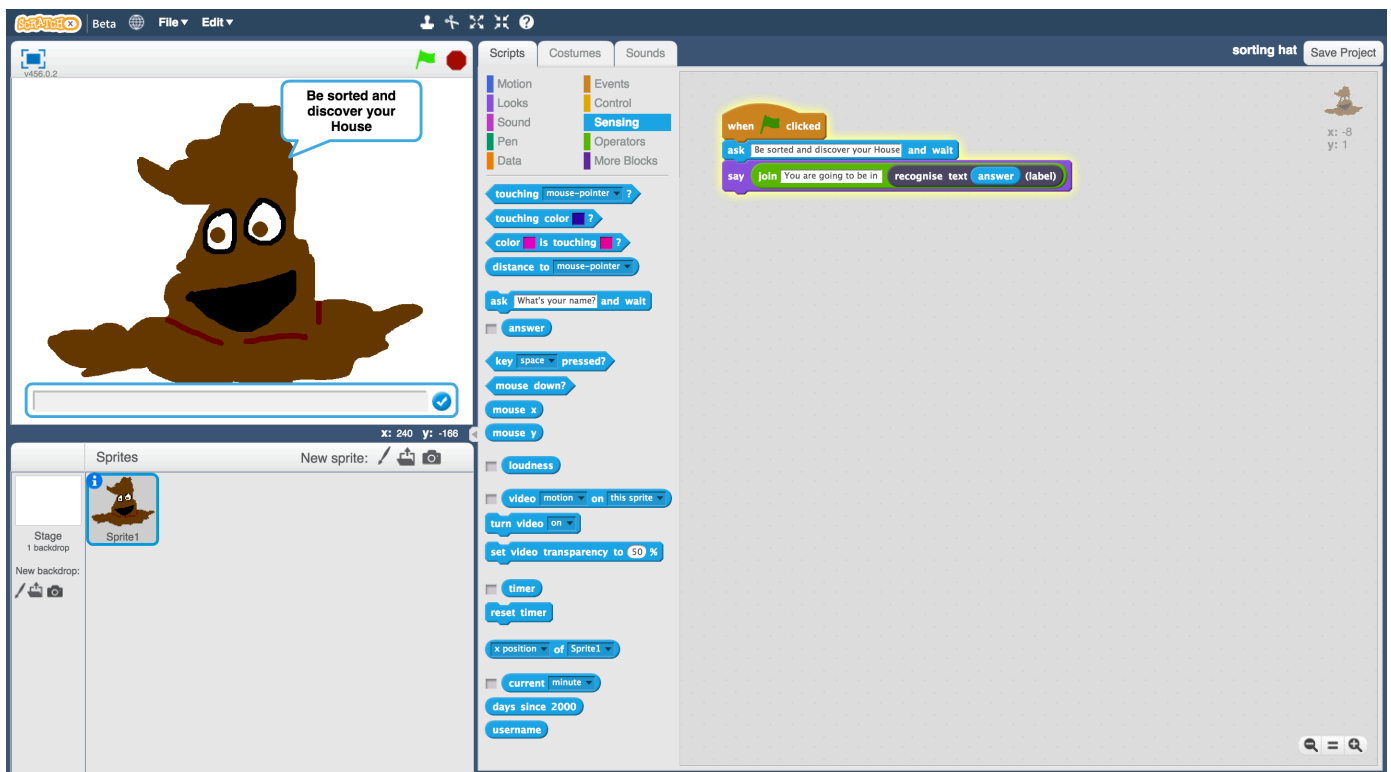 SCRATCHX Beta File▼ Edit▼
v456.0.2
Be sorted and
discover your
House
x: 240 y: -166
Sprites New sprite:
Stage
1 backdrop
New backdrop:
Sprite1
Scripts Costumes Sounds
Motion Events
Looks Control
Sound Sensing
Pen Operators
Data More Blocks
touching mouse-pointer ?
touching color ?
color is touching ?
distance to mouse-pointer
ask What's your name? and wait
answer
key space pressed?
mouse down?
mouse x
mouse y
loudness
video motion on this sprite
turn video on
set video transparency to 50 %
timer
reset timer
x position of Sprite1
current minute
days since 2000
username
sorting hat Save Project
when clicked
ask Be sorted and discover your House and wait
say join You are going to be in recognise text answer (label)
x: -8
y: 1